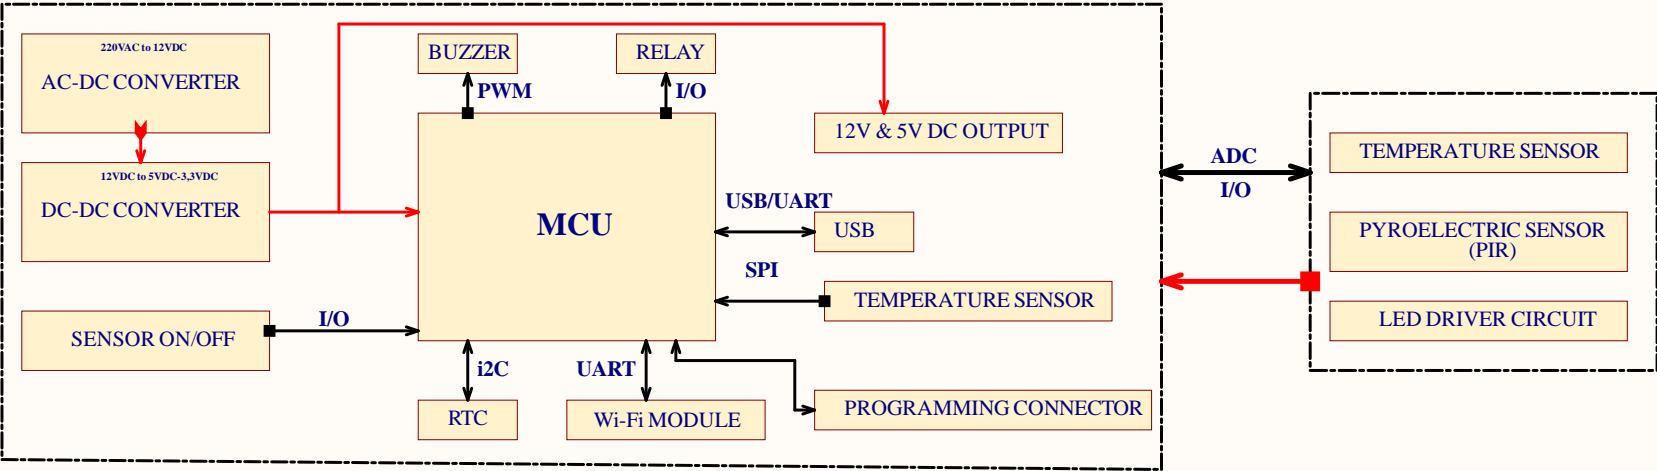 220VAC to 12VDC
AC-DC CONVERTER
12VDC to 5VDC-3,3VDC
DC-DC CONVERTER
SENSOR ON/OFF
I/O
BUZZER
PWM
RELAY
I/O
MCU
12V & 5V DC OUTPUT
USB/UART
USB
SPI
TEMPERATURE SENSOR
i2C
RTC
UART
Wi-Fi MODULE
PROGRAMMING CONNECTOR
ADC
I/O
TEMPERATURE SENSOR
PYROELECTRIC SENSOR
(PIR)
LED DRIVER CIRCUIT